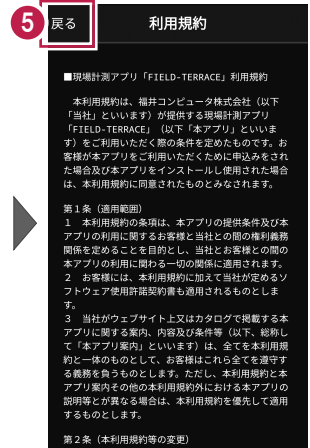 5
戻る 利用規約
■現場計測アプリ「FIELD-TERRACE」利用規約
本利用規約は、福井コンピュータ株式会社（以下
「当社」といいます）が提供する現場計測アプリ
「FIELD-TERRACE」（以下「本アプリ」といいま
す）をご利用いただく際の条件を定めたものです。お
客様が本アプリをご利用いただくために申込みをされ
た場合及び本アプリをインストールし使用された場合
は、本利用規約に同意されたものとみなされます。
第１条（適用範囲）
１　本利用規約の条項は、本アプリの提供条件及び本
アプリの利用に関するお客様と当社との間の権利義務
関係を定めることを目的とし、当社とお客様との間の
本アプリの利用に関わる一切の関係に適用されます。
２　お客様には、本利用規約に加えて当社が定めるソ
フトウェア使用許諾契約書も適用されるものとしま
す。
３　当社がウェブサイト上又はカタログで掲載する本
アプリに関する案内、内容及び条件等（以下、総称し
て「本アプリ案内」といいます）は、全てを本利用規
約と一体のものとして、お客様はこれら全てを遵守す
る義務を負うものとします。ただし、本利用規約と本
アプリ案内その他の本利用規約外における本アプリの
説明等とが異なる場合は、本利用規約を優先して適用
するものとします。
第２条（本利用規約等の変更）